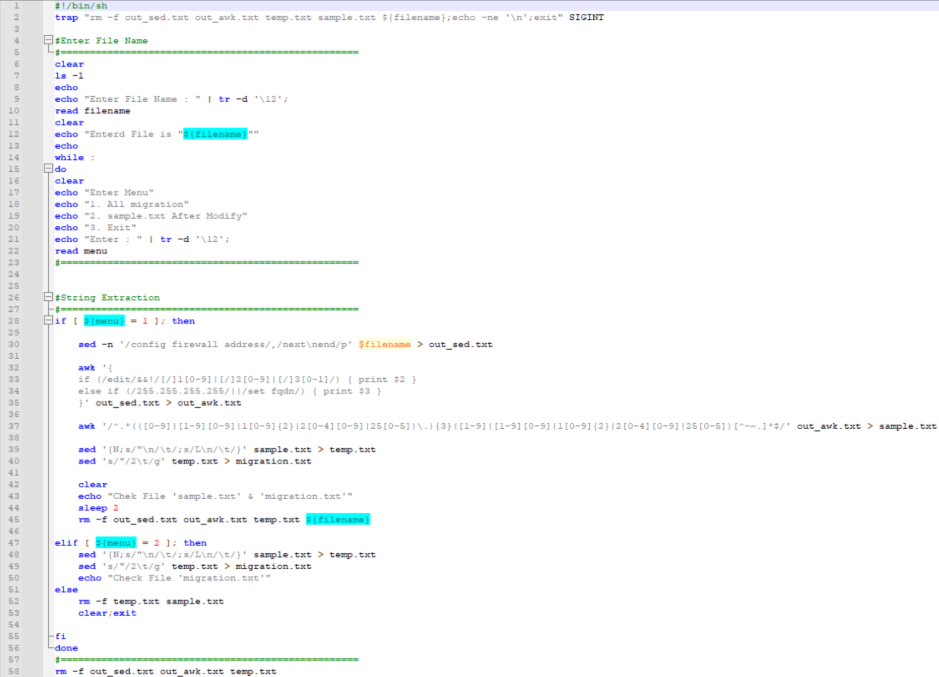 1 #!/bin/sh
2 trap "rm -f out_sed.txt out_awk.txt temp.txt sample.txt ${filename};echo -ne '\n';exit" SIGINT
3
4 #Enter File Name
5 #==================================================
6 clear
7 ls -l
8 echo
9 echo "Enter File Name : " | tr -d '\12';
10 read filename
11 clear
12 echo "Enterd File is "${filename}""
13 echo
14 while :
15 do
16 clear
17 echo "Enter Menu"
18 echo "1. All migration"
19 echo "2. sample.txt After Modify"
20 echo "3. Exit"
21 echo "Enter : " | tr -d '\12';
22 read menu
23 #==================================================
24
25
26 #String Extraction
27 #==================================================
28 if [ ${menu} = 1 ]; then
29
30 sed -n '/config firewall address/,/next\nend/p' $filename > out_sed.txt
31
32 awk '{
33 if (/edit/&&!/[/]1[0-9]|[/]2[0-9]|[/]3[0-1]/) { print $2 }
34 else if (/255.255.255.255/||/set fqdn/) { print $3 }
35 }' out_sed.txt > out_awk.txt
36
37 awk '/^.*(([0-9]|[1-9][0-9]|1[0-9]{2}|2[0-4][0-9]|25[0-5])\.){3}([1-9]|[1-9][0-9]|1[0-9]{2}|2[0-4][0-9]|25[0-5])[^-~.]*$/' out_awk.txt > sample.txt
38
39 sed '{N;s/"\n/\t/;s/L\n/\t/}' sample.txt > temp.txt
40 sed 's/"/2\t/g' temp.txt > migration.txt
41
42 clear
43 echo "Chek File 'sample.txt' & 'migration.txt'"
44 sleep 2
45 rm -f out_sed.txt out_awk.txt temp.txt ${filename}
46
47 elif [ ${menu} = 2 ]; then
48 sed '{N;s/"\n/\t/;s/L\n/\t/}' sample.txt > temp.txt
49 sed 's/"/2\t/g' temp.txt > migration.txt
50 echo "Check File 'migration.txt'"
51 else
52 rm -f temp.txt sample.txt
53 clear;exit
54
55 fi
56 done
57 #==================================================
58 rm -f out_sed.txt out_awk.txt temp.txt